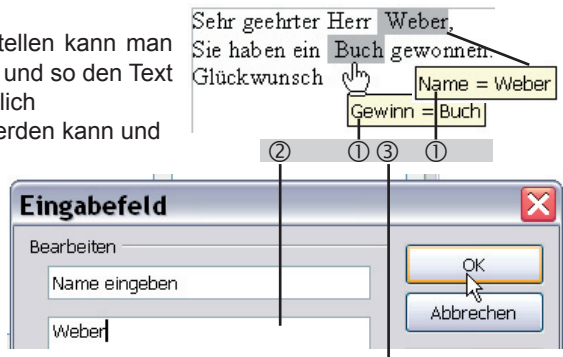 Sehr geehrter Herr Weber,
tellen kann man
Sie haben ein Buch gewonnen.
und so den Text
Glückwunsch
lich
Name = Weber
erden kann und
Gewinn = Buch
② ① ③ ①
Eingabefeld
Bearbeiten
Name eingeben
OK
Weber
Abbrechen